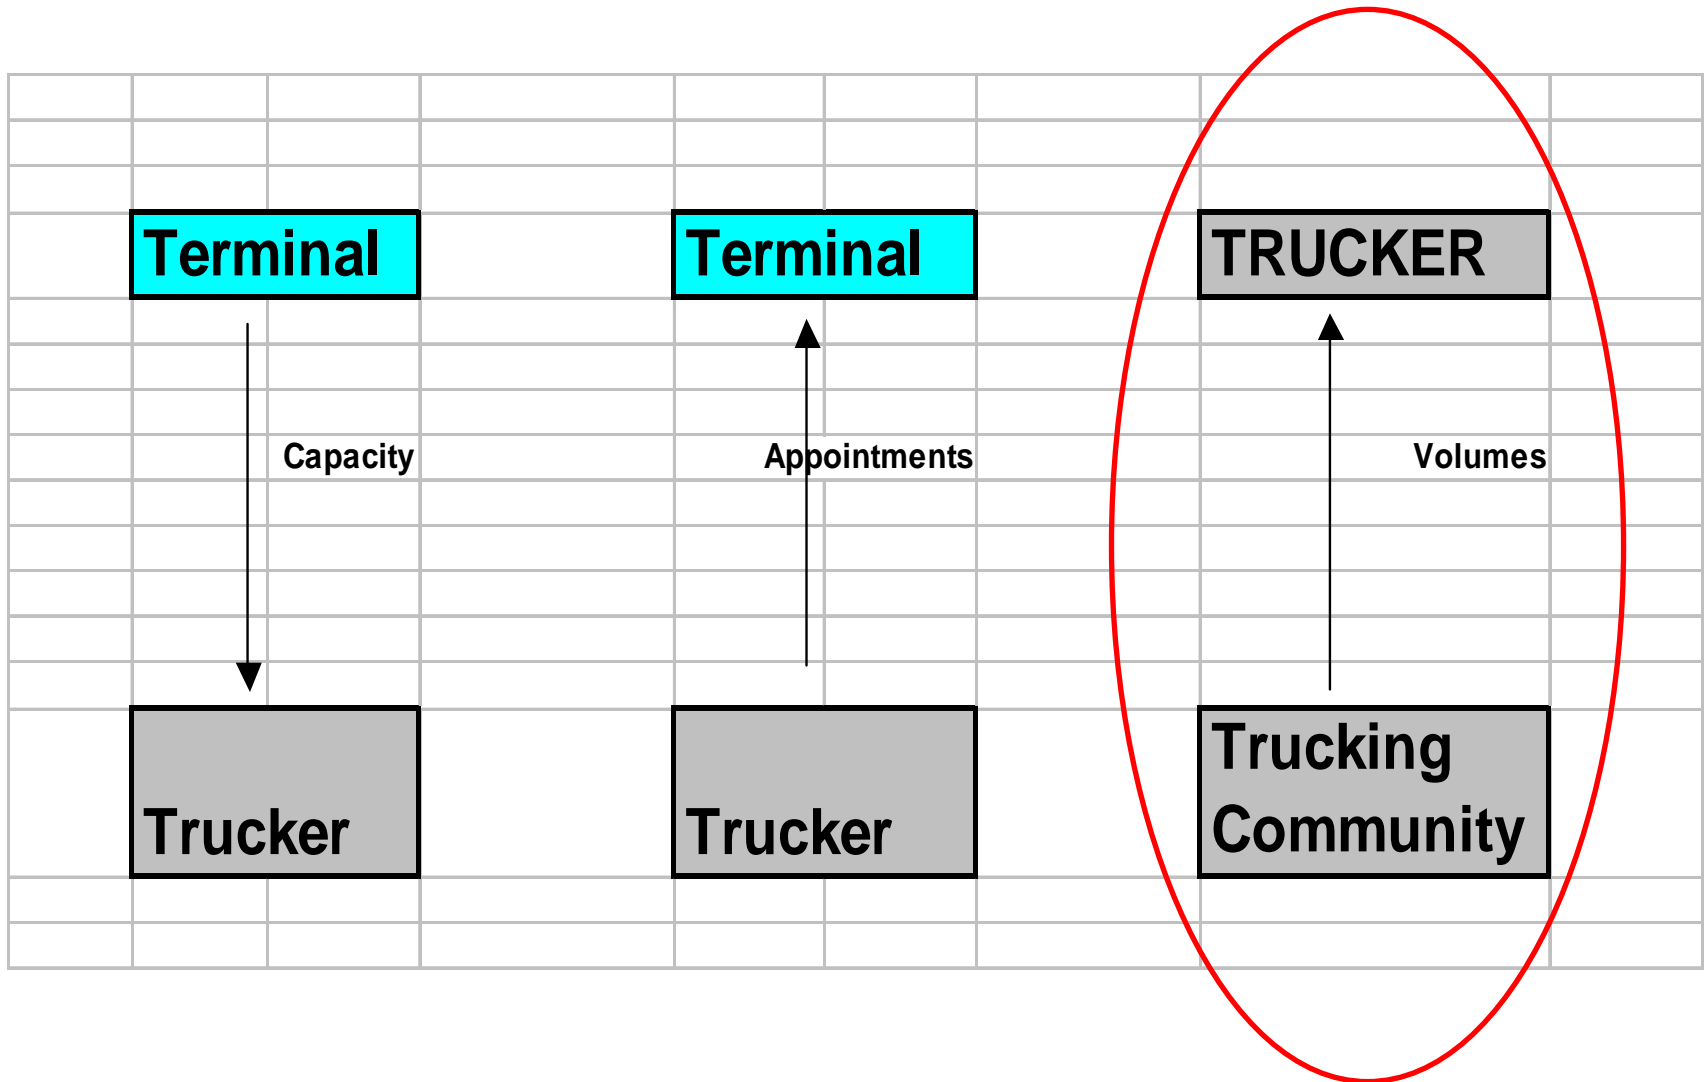 Terminal
Terminal
TRUCKER
Capacity
Appointments
Volumes
Trucker
Trucker
Trucking
Community